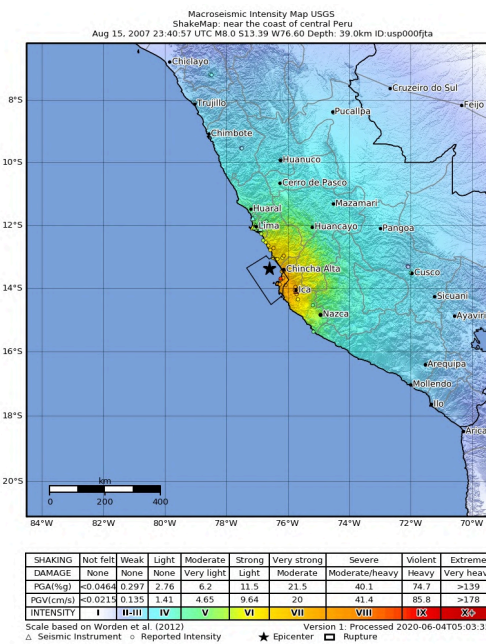 Macroseismic Intensity Map USGS
ShakeMap: near the coast of central Peru
Aug 15, 2007 23:40:57 UTC M8.0 S13.39 W76.60 Depth: 39.0km ID:usp000fjta
Chiclayo
Cruzeiro do Sul
8°S
Trujillo
Feijo
Pucallpa
Chimbote
10°S
Huanuco
Cerro de Pasco
Huaral
Mazamari
12°S
Lima
Huancayo
Pangoa
Chincha Alta
Cusco
14°S
Ica
Sicuani
Nazca
Ayaviri
16°S
Arequipa
Mollendo
Ilo
18°S
Arica
km
0 200 400
20°S
84°W 82°W 80°W 78°W 76°W 74°W 72°W 70°W
SHAKING Not felt Weak Light Moderate Strong Very strong Severe Violent Extreme
DAMAGE None None None Very light Light Moderate Moderate/heavy Heavy Very heav
PGA(%g) <0.0464 0.297 2.76 6.2 11.5 21.5 40.1 74.7 >139
PGV(cm/s) <0.0215 0.135 1.41 4.65 9.64 20 41.4 85.8 >178
INTENSITY I II-III IV V VI VII VIII IX X+
Scale based on Worden et al. (2012) Version 1: Processed 2020-06-04T05:03:3
△ Seismic Instrument ○ Reported Intensity ★ Epicenter □ Rupture